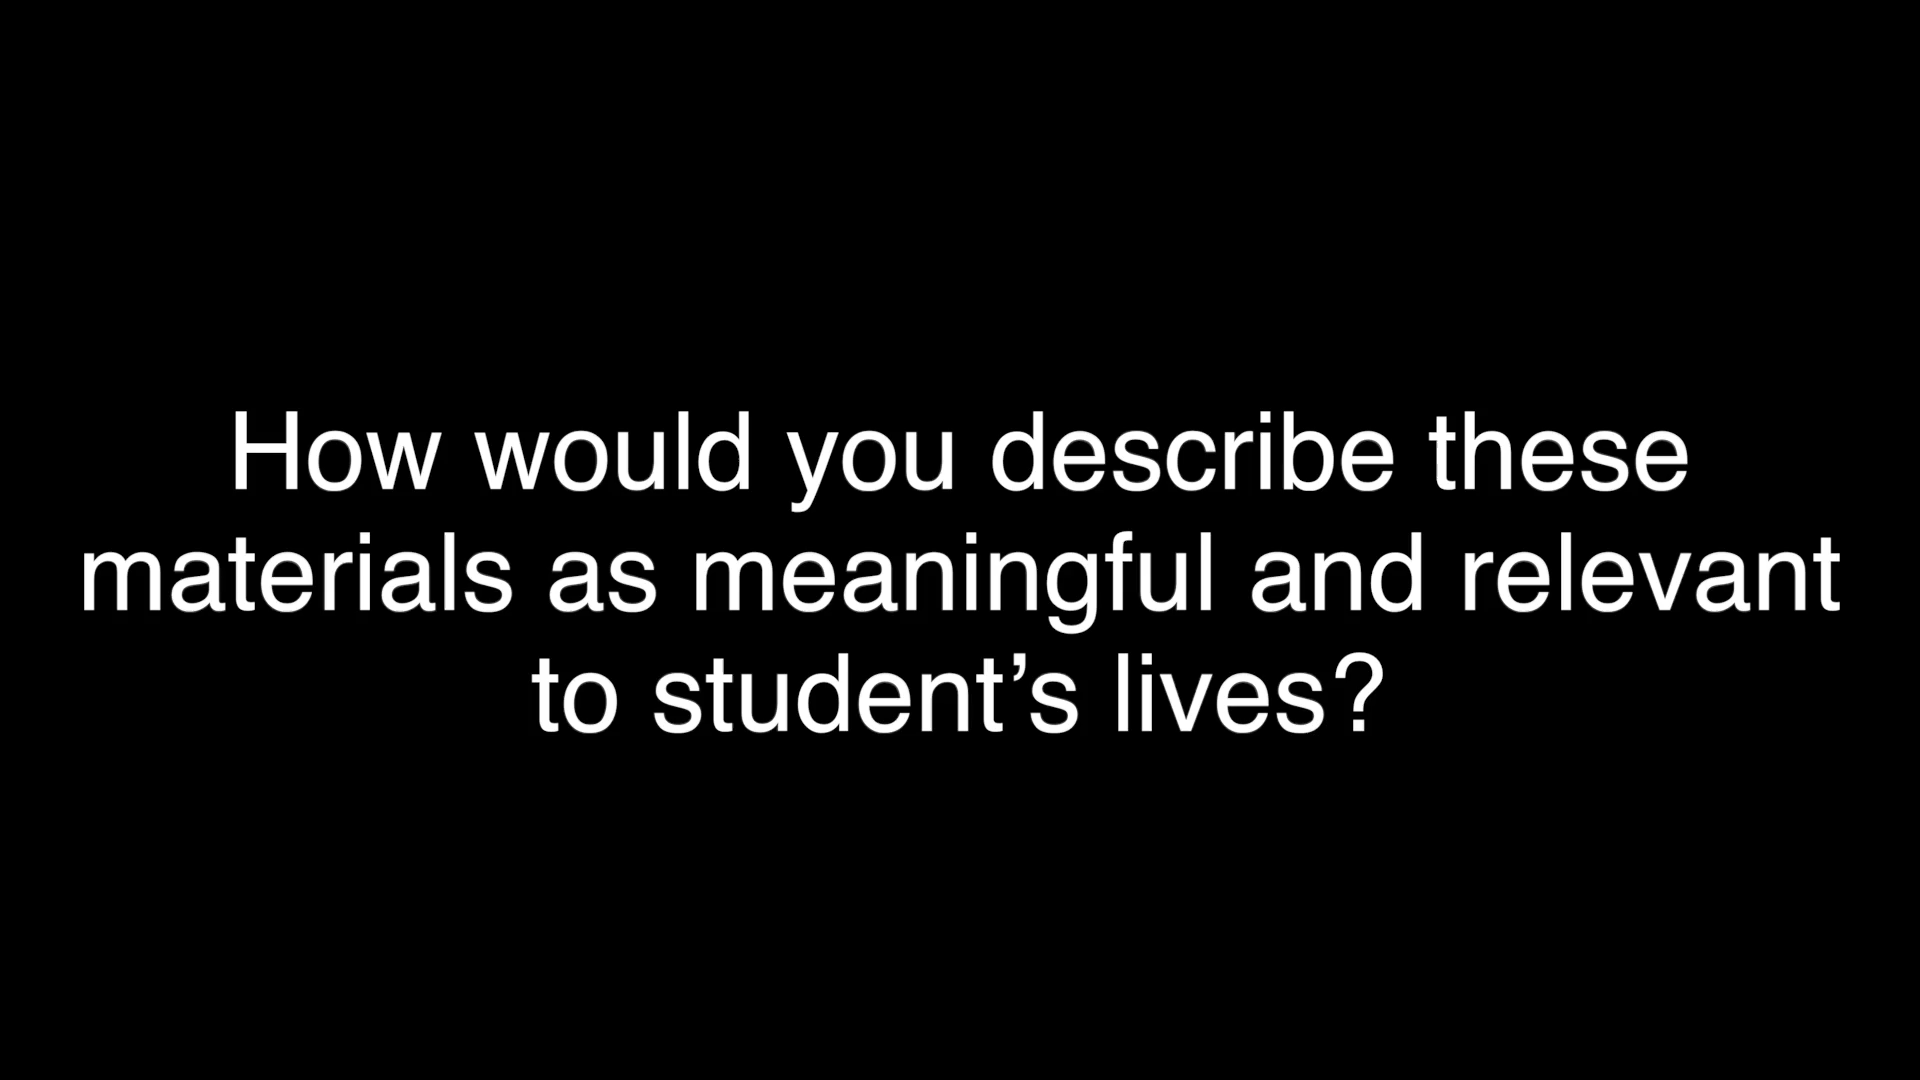 How would you describe these
materials as meaningful and relevant
to student’s lives?